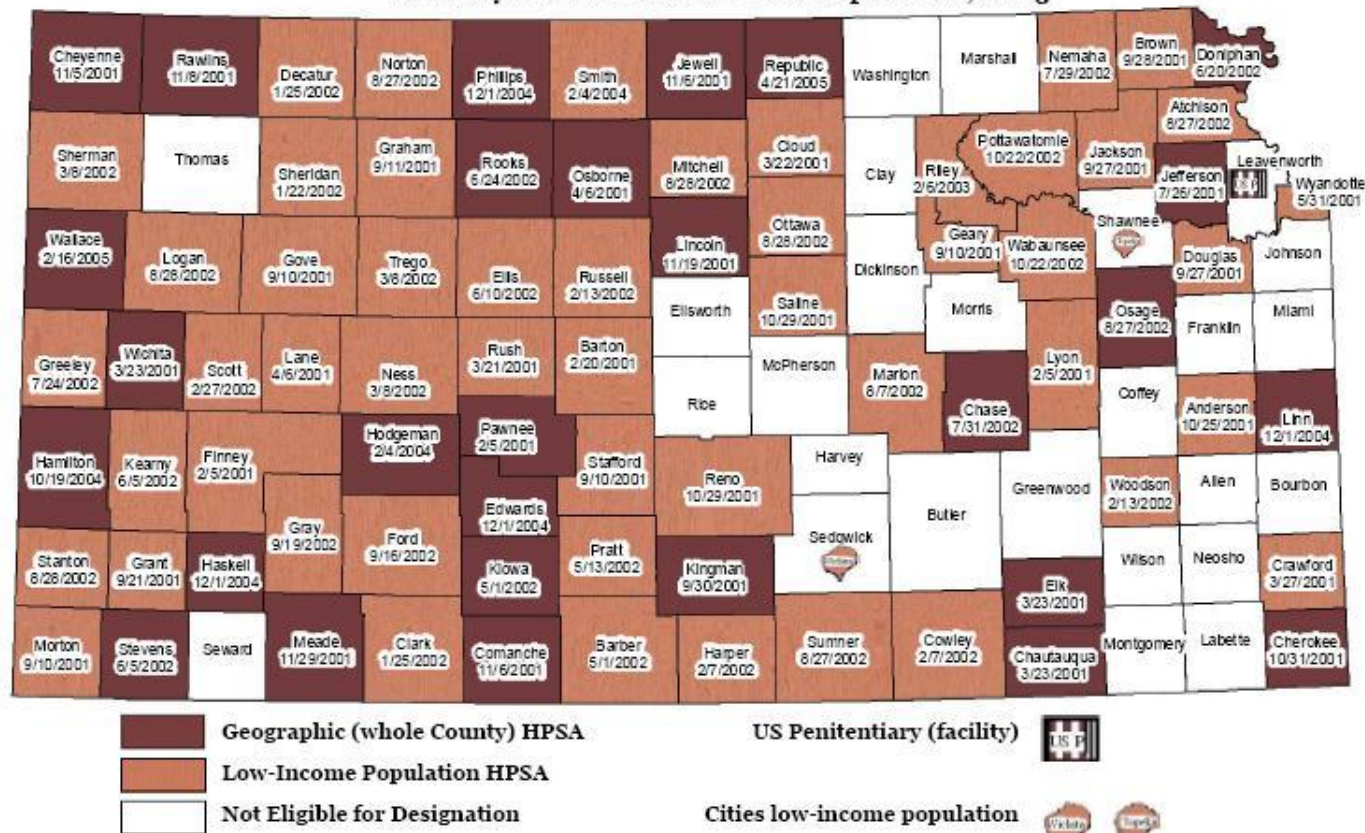 Cheyenne
11/5/2001
Rawlins
11/8/2001
Decatur
1/25/2002
Norton
8/27/2002
Phillips
12/1/2004
Smith
2/4/2004
Jewell
11/6/2001
Republic
4/21/2005
Washington
Marshall
Nemaha
7/29/2002
Brown
9/28/2001
Doniphan
6/20/2002
Sherman
3/8/2002
Thomas
Sheridan
1/22/2002
Graham
9/11/2001
Rooks
6/24/2002
Osborne
4/6/2001
Mitchell
8/28/2002
Cloud
3/22/2001
Clay
Riley
2/6/2003
Pottawatomie
10/22/2002
Jackson
9/27/2001
Atchison
8/27/2002
Jefferson
7/26/2001
Leavenworth
US P
Wyandotte
5/31/2001
Wallace
2/16/2005
Logan
8/28/2002
Gove
9/10/2001
Trego
3/8/2002
Ellis
6/10/2002
Russell
2/13/2002
Lincoln
11/19/2001
Ottawa
8/28/2002
Saline
10/29/2001
Dickinson
Geary
9/10/2001
Wabaunsee
10/22/2002
Shawnee
Douglas
9/27/2001
Johnson
Ellsworth
Morris
Osage
8/27/2002
Franklin
Miami
Greeley
7/24/2002
Wichita
3/23/2001
Scott
2/27/2002
Lane
4/6/2001
Ness
3/8/2002
Rush
3/21/2001
Barton
2/20/2001
Rice
McPherson
Marion
8/7/2002
Chase
7/31/2002
Lyon
2/5/2001
Coffey
Anderson
10/25/2001
Linn
12/1/2004
Hamilton
10/19/2004
Kearny
6/5/2002
Finney
2/5/2001
Hodgeman
2/4/2004
Pawnee
2/5/2001
Stafford
9/10/2001
Reno
10/29/2001
Harvey
Butler
Greenwood
Woodson
2/13/2002
Allen
Bourbon
Gray
9/19/2002
Ford
9/16/2002
Edwards
12/1/2004
Sedgwick
Stanton
8/28/2002
Grant
9/21/2001
Haskell
12/1/2004
Kiowa
5/1/2002
Pratt
5/13/2002
Kingman
9/30/2001
Elk
3/23/2001
Wilson
Neosho
Crawford
3/27/2001
Morton
9/10/2001
Stevens
6/5/2002
Seward
Meade
11/29/2001
Clark
1/25/2002
Comanche
11/6/2001
Barber
5/1/2002
Harper
2/7/2002
Sumner
8/27/2002
Cowley
2/7/2002
Chautauqua
3/23/2001
Montgomery
Labette
Cherokee
10/31/2001
Geographic (whole County) HPSA
Low-Income Population HPSA
Not Eligible for Designation
US Penitentiary (facility)
US P
Cities low-income population
Wichita
Topeka